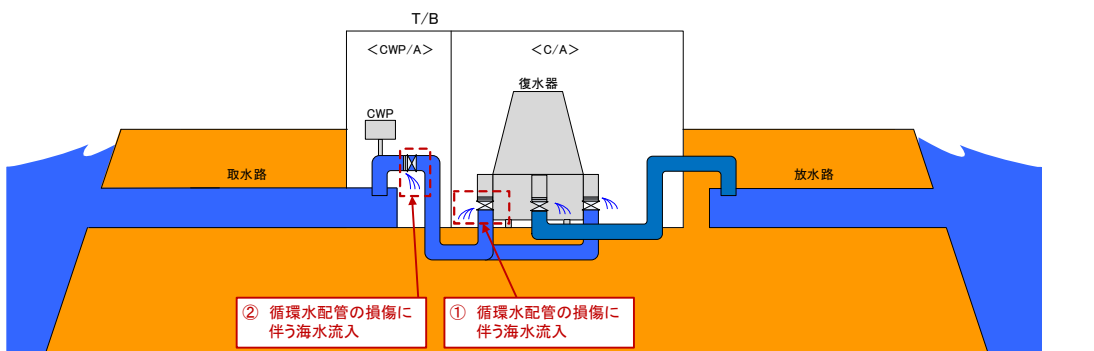 T/B
＜CWP/A＞
＜C/A＞
復水器
CWP
取水路
放水路
② 循環水配管の損傷に
伴う海水流入
① 循環水配管の損傷に
伴う海水流入